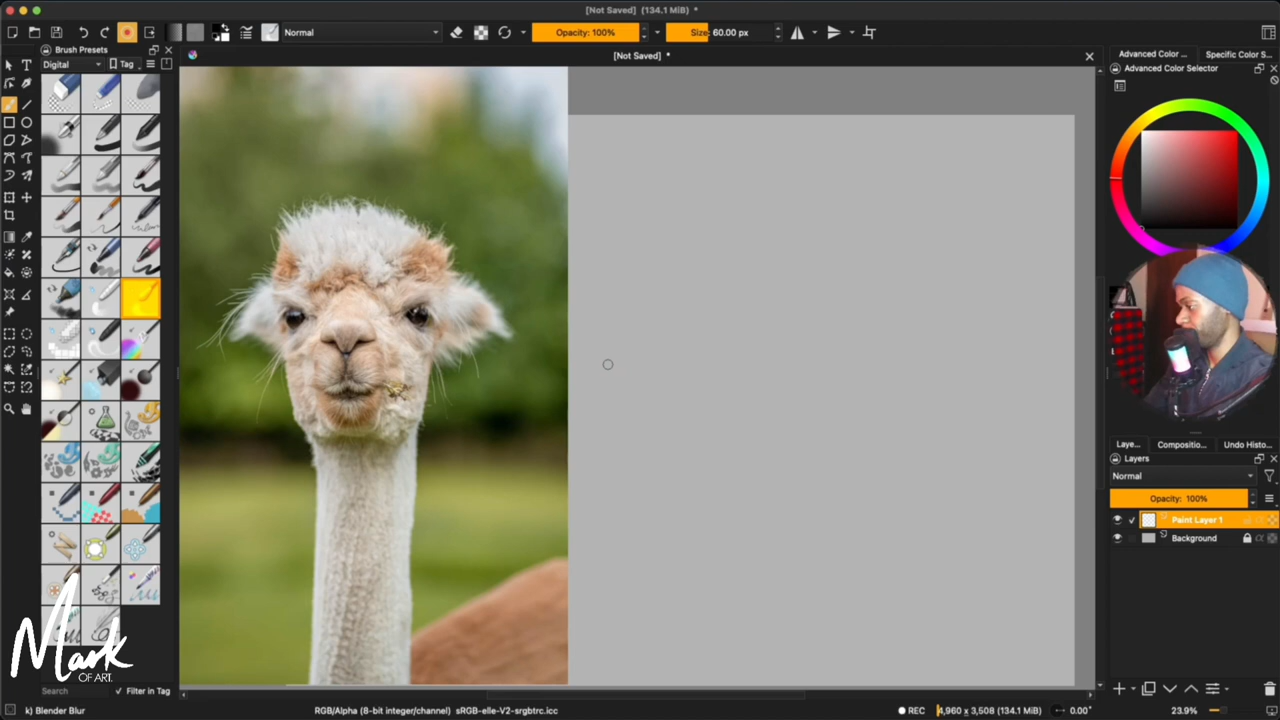 [Not Saved] (134.1 MiB) *
Normal
Opacity: 100%
Size: 60.00 px
Brush Presets
[Not Saved] *
Advanced Color ...
Specific Color S...
Digital
Tag
Advanced Color Selector
Laye...
Compositio...
Undo Histo...
Layers
Normal
Opacity: 100%
Paint Layer 1
Background
Mark
OF ART.
Search
Filter in Tag
k) Blender Blur
RGB/Alpha (8-bit integer/channel) sRGB-elle-V2-srgbtrc.icc
REC
4,960 x 3,508 (134.1 MiB)
0.00°
23.9%